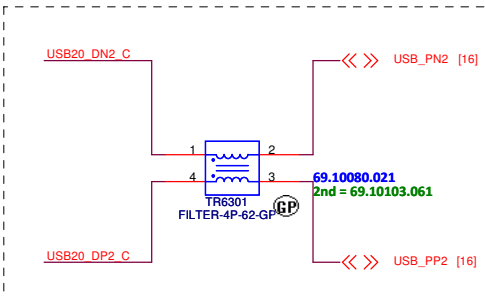 USB20_DN2_C
USB_PN2 [16]
1
2
4
3
69.10080.021
2nd = 69.10103.061
TR6301
FILTER-4P-62-GP
GP
USB20_DP2_C
USB_PP2 [16]